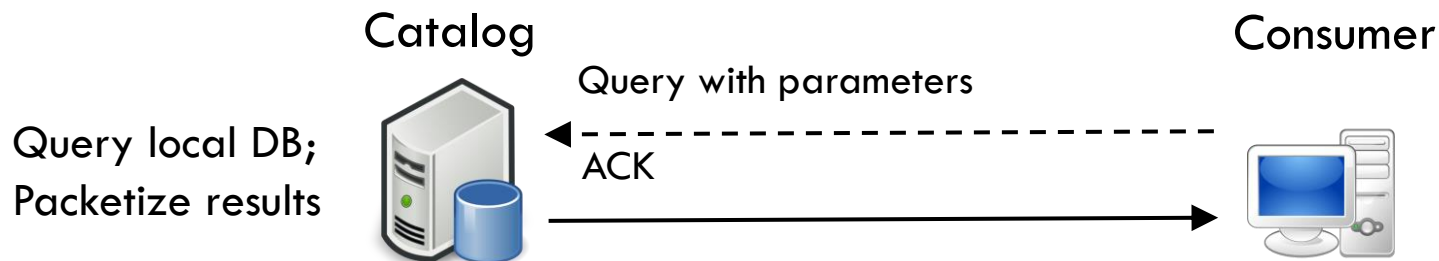 Catalog
Consumer
Query with parameters
ACK
Query local DB;
Packetize results